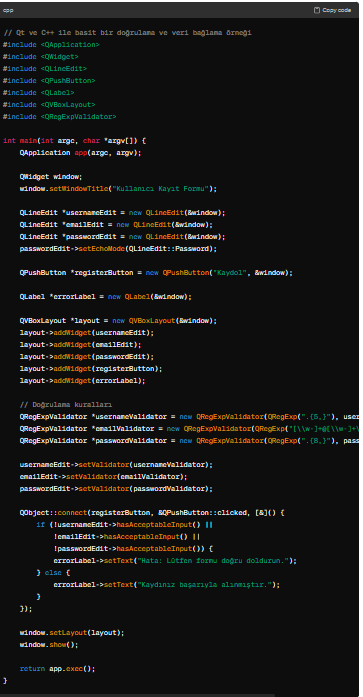 cpp
Copy code
// Qt ve C++ ile basit bir doğrulama ve veri bağlama örneği
#include <QApplication>
#include <QWidget>
#include <QLineEdit>
#include <QPushButton>
#include <QLabel>
#include <QVBoxLayout>
#include <QRegExpValidator>
int main(int argc, char *argv[]) {
QApplication app(argc, argv);
QWidget window;
window.setWindowTitle("Kullanıcı Kayıt Formu");
QLineEdit *usernameEdit = new QLineEdit(&window);
QLineEdit *emailEdit = new QLineEdit(&window);
QLineEdit *passwordEdit = new QLineEdit(&window);
passwordEdit->setEchoMode(QLineEdit::Password);
QPushButton *registerButton = new QPushButton("Kaydol", &window);
QLabel *errorLabel = new QLabel(&window);
QVBoxLayout *layout = new QVBoxLayout(&window);
layout->addWidget(usernameEdit);
layout->addWidget(emailEdit);
layout->addWidget(passwordEdit);
layout->addWidget(registerButton);
layout->addWidget(errorLabel);
// Doğrulama kuralları
QRegExpValidator *usernameValidator = new QRegExpValidator(QRegExp(".{5,}"), user
QRegExpValidator *emailValidator = new QRegExpValidator(QRegExp("[\\w-]+@[\\w-]+\
QRegExpValidator *passwordValidator = new QRegExpValidator(QRegExp(".{8,}"), pass
usernameEdit->setValidator(usernameValidator);
emailEdit->setValidator(emailValidator);
passwordEdit->setValidator(passwordValidator);
QObject::connect(registerButton, &QPushButton::clicked, [&]() {
if (!usernameEdit->hasAcceptableInput() ||
!emailEdit->hasAcceptableInput() ||
!passwordEdit->hasAcceptableInput()) {
errorLabel->setText("Hata: Lütfen formu doğru doldurun.");
} else {
errorLabel->setText("Kaydınız başarıyla alınmıştır.");
}
});
window.setLayout(layout);
window.show();
return app.exec();
}